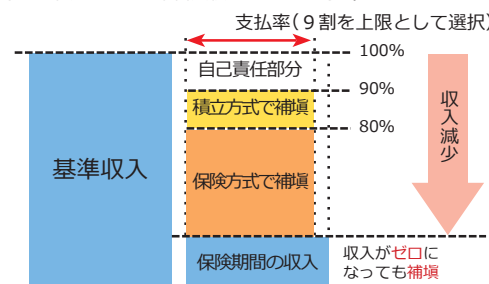 支払率(9割を上限として選択)
100%
自己責任部分
90%
積立方式で補塡
80%
基準収入
保険方式で補塡
収入減少
保険期間の収入
収入がゼロに
なっても補塡